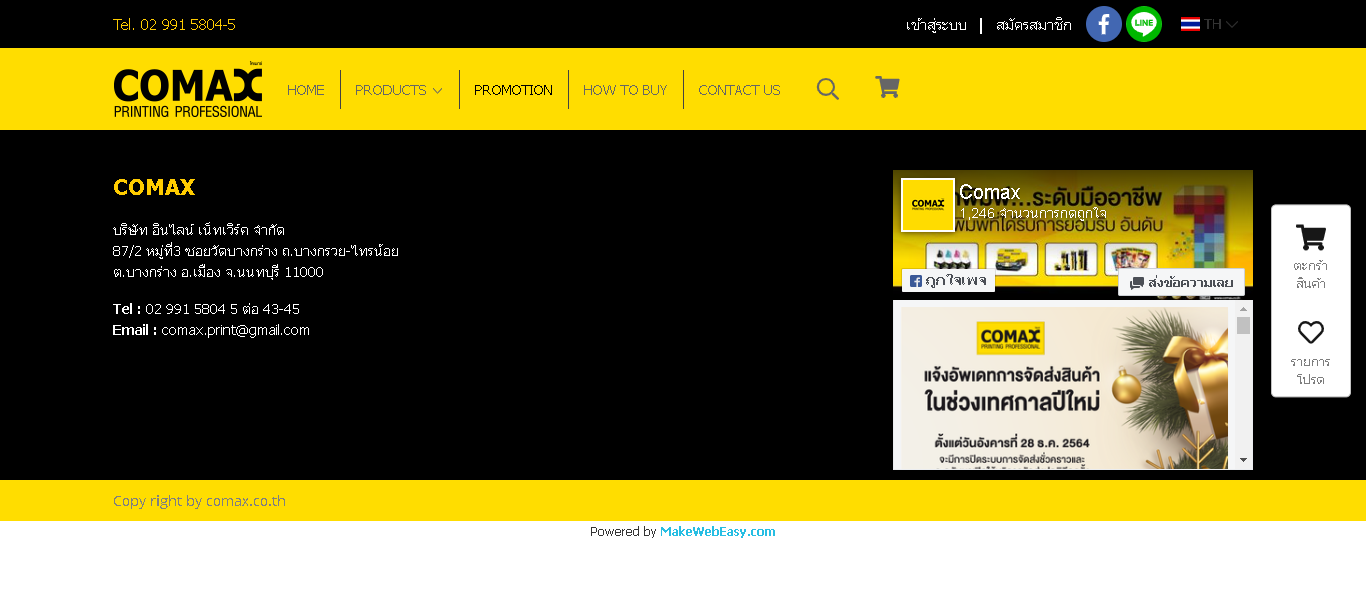 Tel. 02 991 5804-5
เข้าสู่ระบบ
สมัครสมาชิก
LINE
TH
โคแมกซ์
COMAX
PRINTING PROFESSIONAL
HOME
PRODUCTS
PROMOTION
HOW TO BUY
CONTACT US
COMAX
บริษัท อินไลน์ เน็ทเวิร์ค จำกัด
87/2 หมู่ที่3 ซอยวัดบางกร่าง ถ.บางกรวย-ไทรน้อย
ต.บางกร่าง อ.เมือง จ.นนทบุรี 11000
Tel : 02 991 5804 5 ต่อ 43-45
Email : comax.print@gmail.com
COMAX
Comax
ระดับมืออาชีพ
1,246 จำนวนการกดถูกใจ
ได้รับการยอมรับ อันดับ 1
ถูกใจเพจ
ส่งข้อความเลย
COMAX
PRINTING PROFESSIONAL
แจ้งอัพเดทการจัดส่งสินค้า
ในช่วงเทศกาลปีใหม่
ตั้งแต่วันอังคารที่ 28 ธ.ค. 2564
จะมีการปิดระบบการจัดส่งชั่วคราวและ
ตะกร้า
สินค้า
รายการ
โปรด
Copy right by comax.co.th
Powered by MakeWebEasy.com